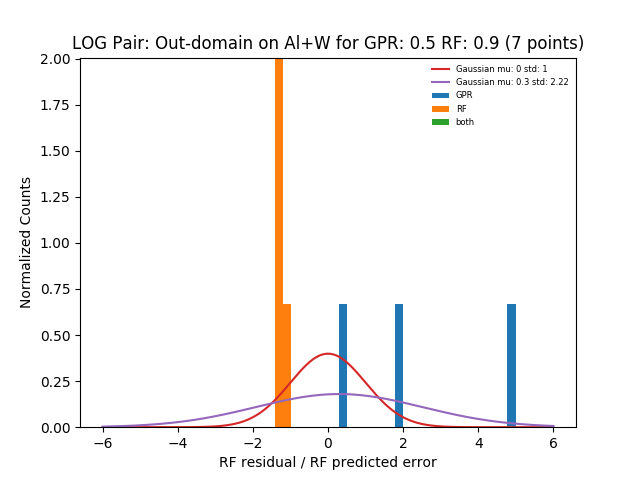 LOG Pair: Out-domain on Al+W for GPR: 0.5 RF: 0.9 (7 points)
Gaussian mu: 0 std: 1
Gaussian mu: 0.3 std: 2.22
GPR
RF
both
Normalized Counts
2.00
1.75
1.50
1.25
1.00
0.75
0.50
0.25
0.00
−6 −4 −2 0 2 4 6
RF residual / RF predicted error